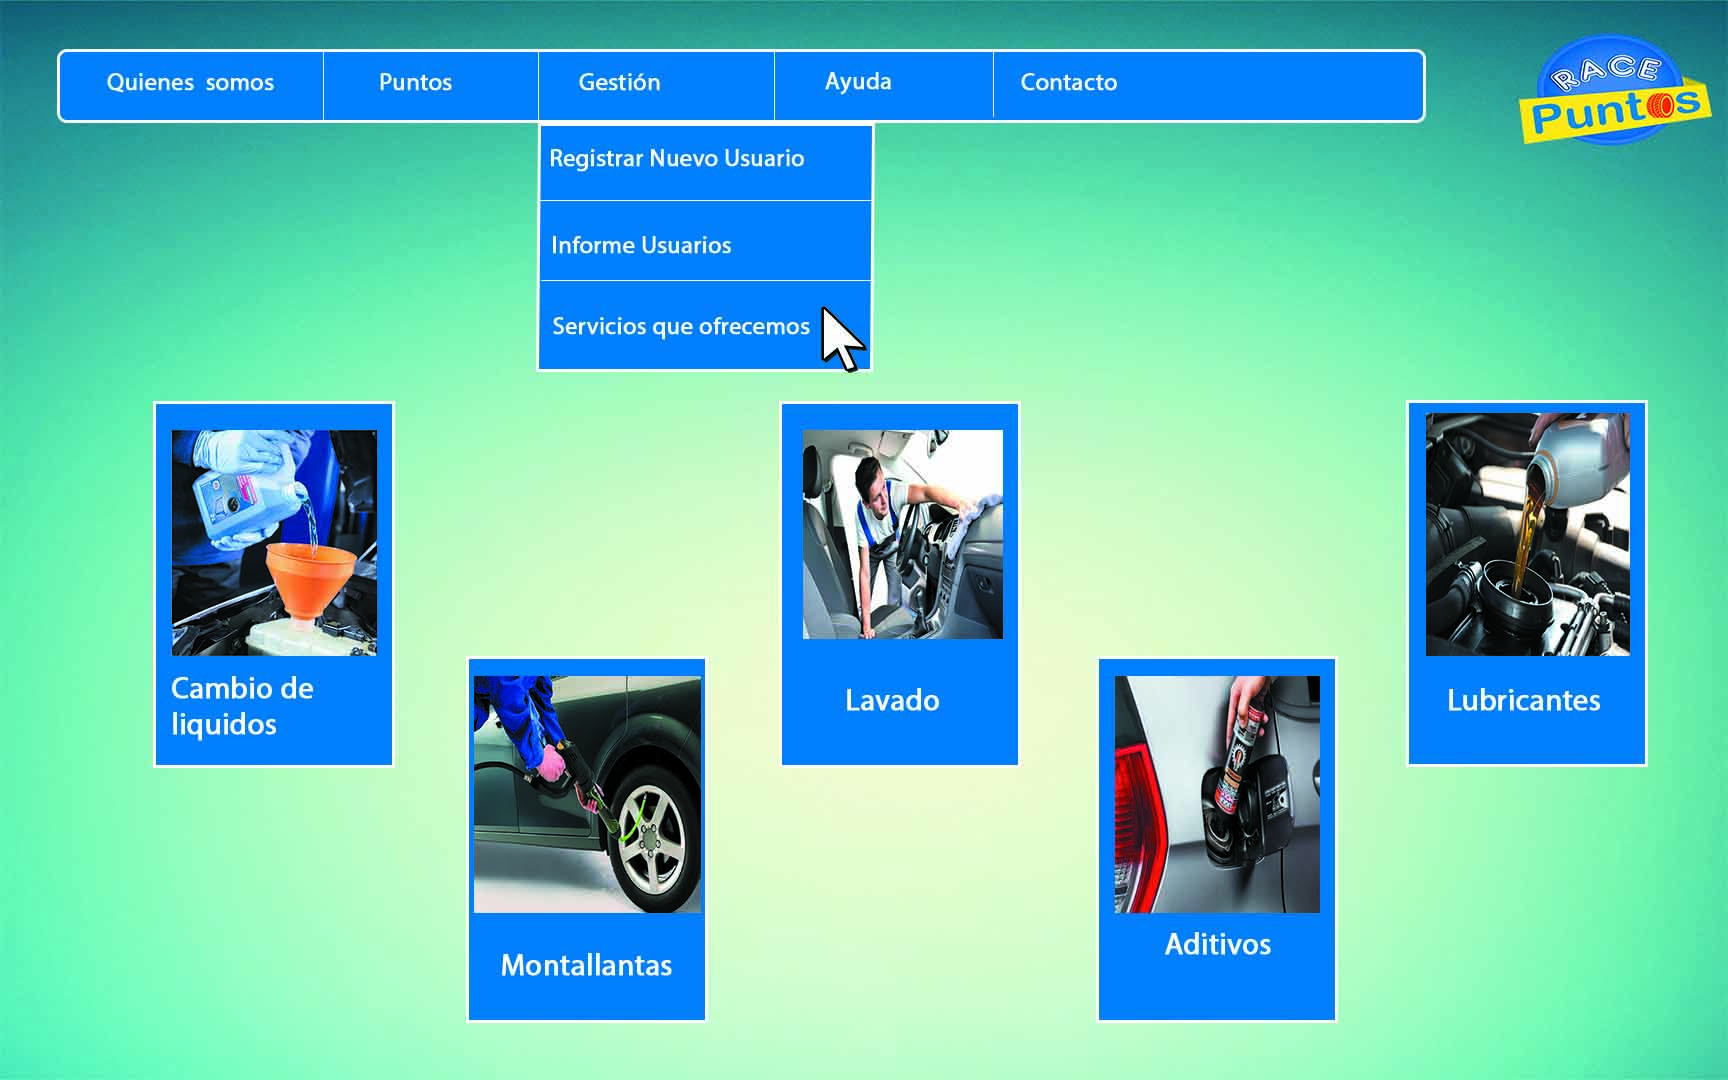 Quienes somos
Puntos
Gestión
Ayuda
Contacto
RACE
Puntos
Registrar Nuevo Usuario
Informe Usuarios
Servicios que ofrecemos
Cambio de
liquidos
Lavado
Lubricantes
Montallantas
Aditivos